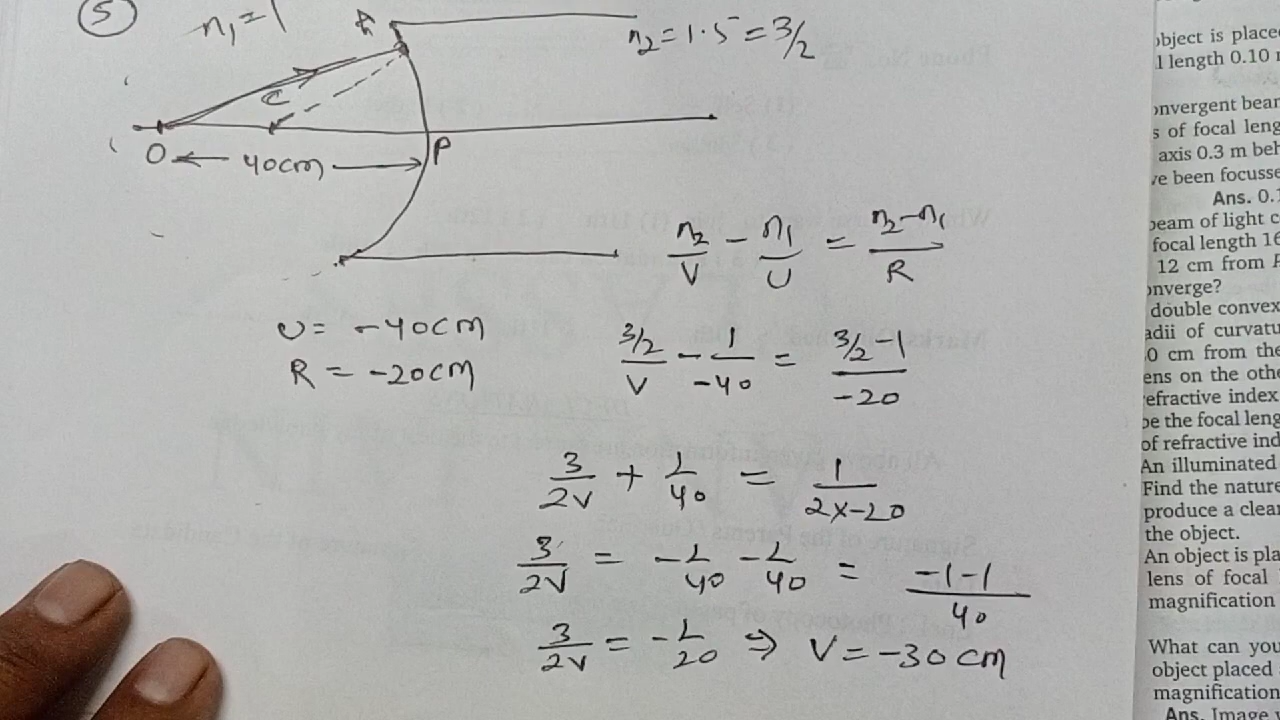 5
n₁ = 1
A
n₂ = 1.5 = 3/2
C
O ← 40cm → P
n₂/V − n₁/U = n₂−n₁/R
U = −40cm
R = −20cm
3/2/V − 1/−40 = 3/2−1/−20
3/2V + 1/40 = 1/2×−20
3/2V = −1/40 − 1/40 = −1−1/40
3/2V = −1/20 ⇒ V = −30cm
object is place
length 0.10
onvergent bea
s of focal leng
axis 0.3 m be
ve been focusse
Ans. 0.
beam of light c
focal length 16
12 cm from
onverge?
double convex
adii of curvatu
0 cm from the
ens on the oth
efractive index
be the focal leng
of refractive ind
An illuminated
Find the nature
produce a clea
the object.
An object is pla
lens of focal
magnification
What can you
object placed
magnification
Ans. Image